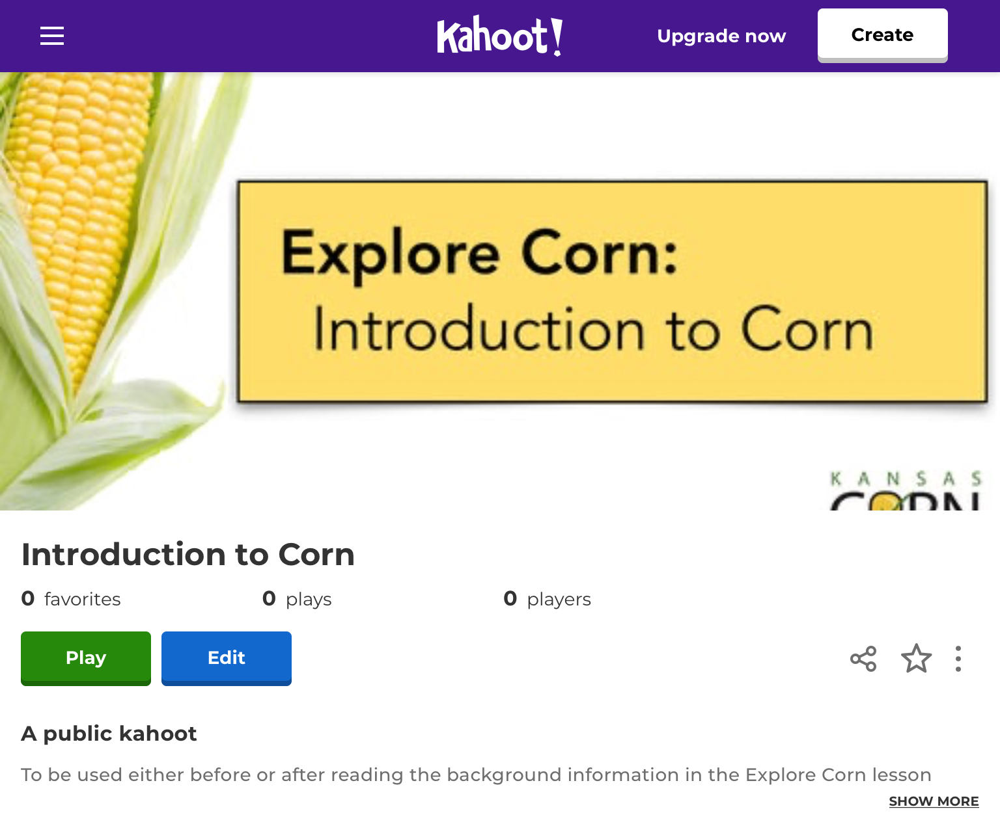 Kahoot!
Upgrade now
Create
Explore Corn:
Introduction to Corn
KANSAS
CORN
Introduction to Corn
0 favorites
0 plays
0 players
Play
Edit
A public kahoot
To be used either before or after reading the background information in the Explore Corn lesson
SHOW MORE